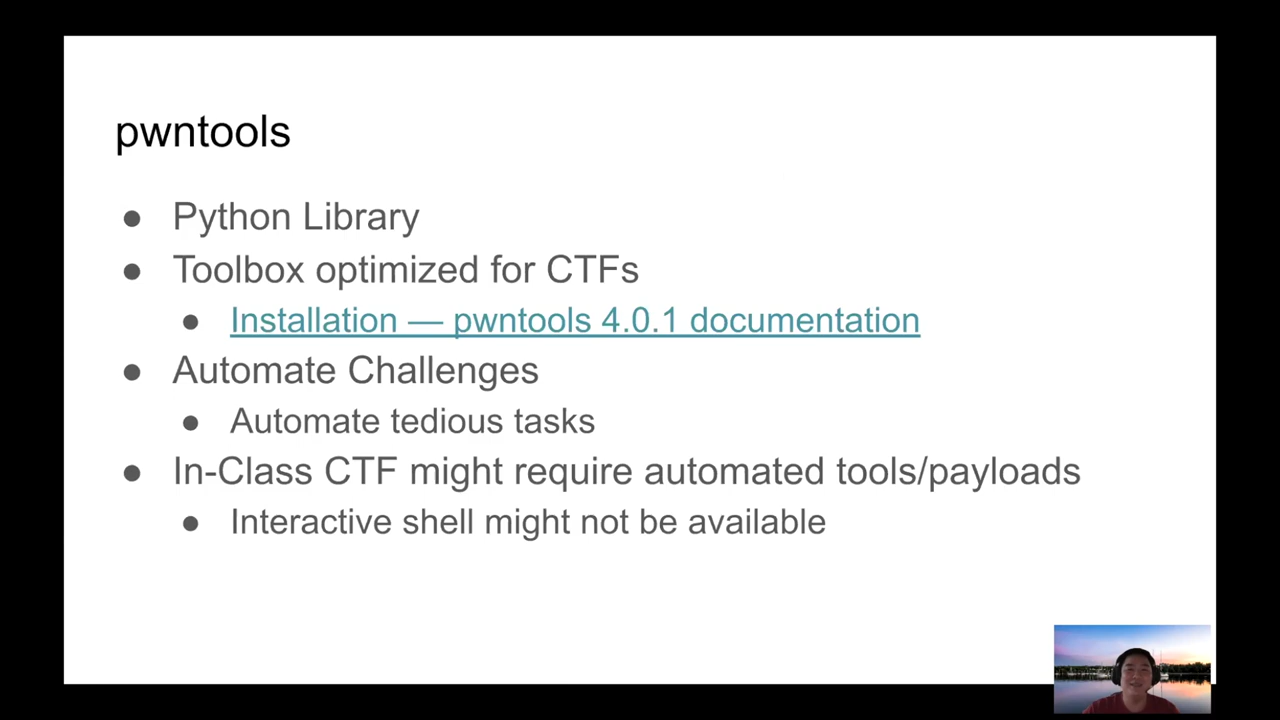 pwntools
● Python Library
● Toolbox optimized for CTFs
● Installation — pwntools 4.0.1 documentation
● Automate Challenges
● Automate tedious tasks
● In-Class CTF might require automated tools/payloads
● Interactive shell might not be available